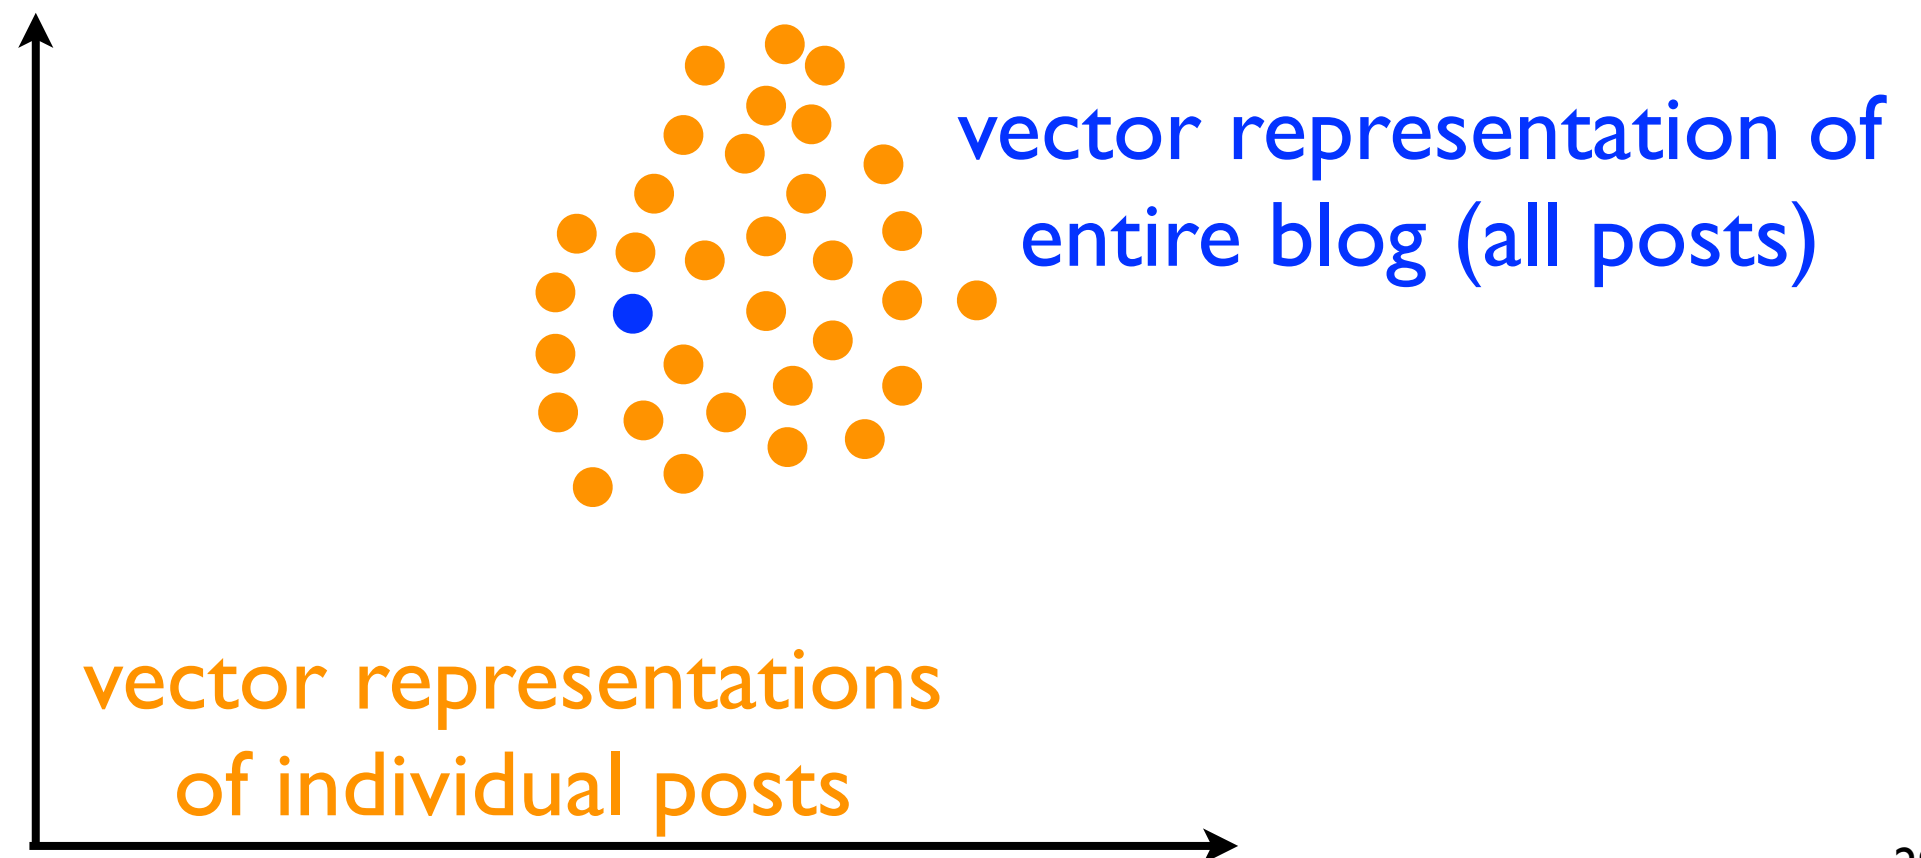 vector representation of
entire blog (all posts)
vector representations
of individual posts